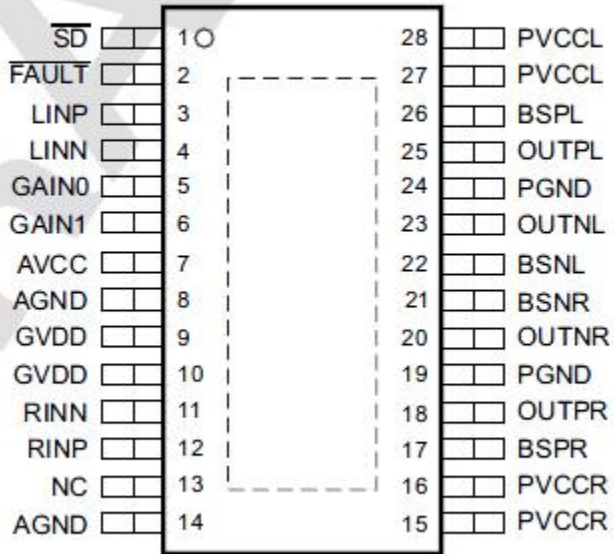 SD 1 28 PVCCL
FAULT 2 27 PVCCL
LINP 3 26 BSPL
LINN 4 25 OUTPL
GAIN0 5 24 PGND
GAIN1 6 23 OUTNL
AVCC 7 22 BSNL
AGND 8 21 BSNR
GVDD 9 20 OUTNR
GVDD 10 19 PGND
RINN 11 18 OUTPR
RINP 12 17 BSPR
NC 13 16 PVCCR
AGND 14 15 PVCCR